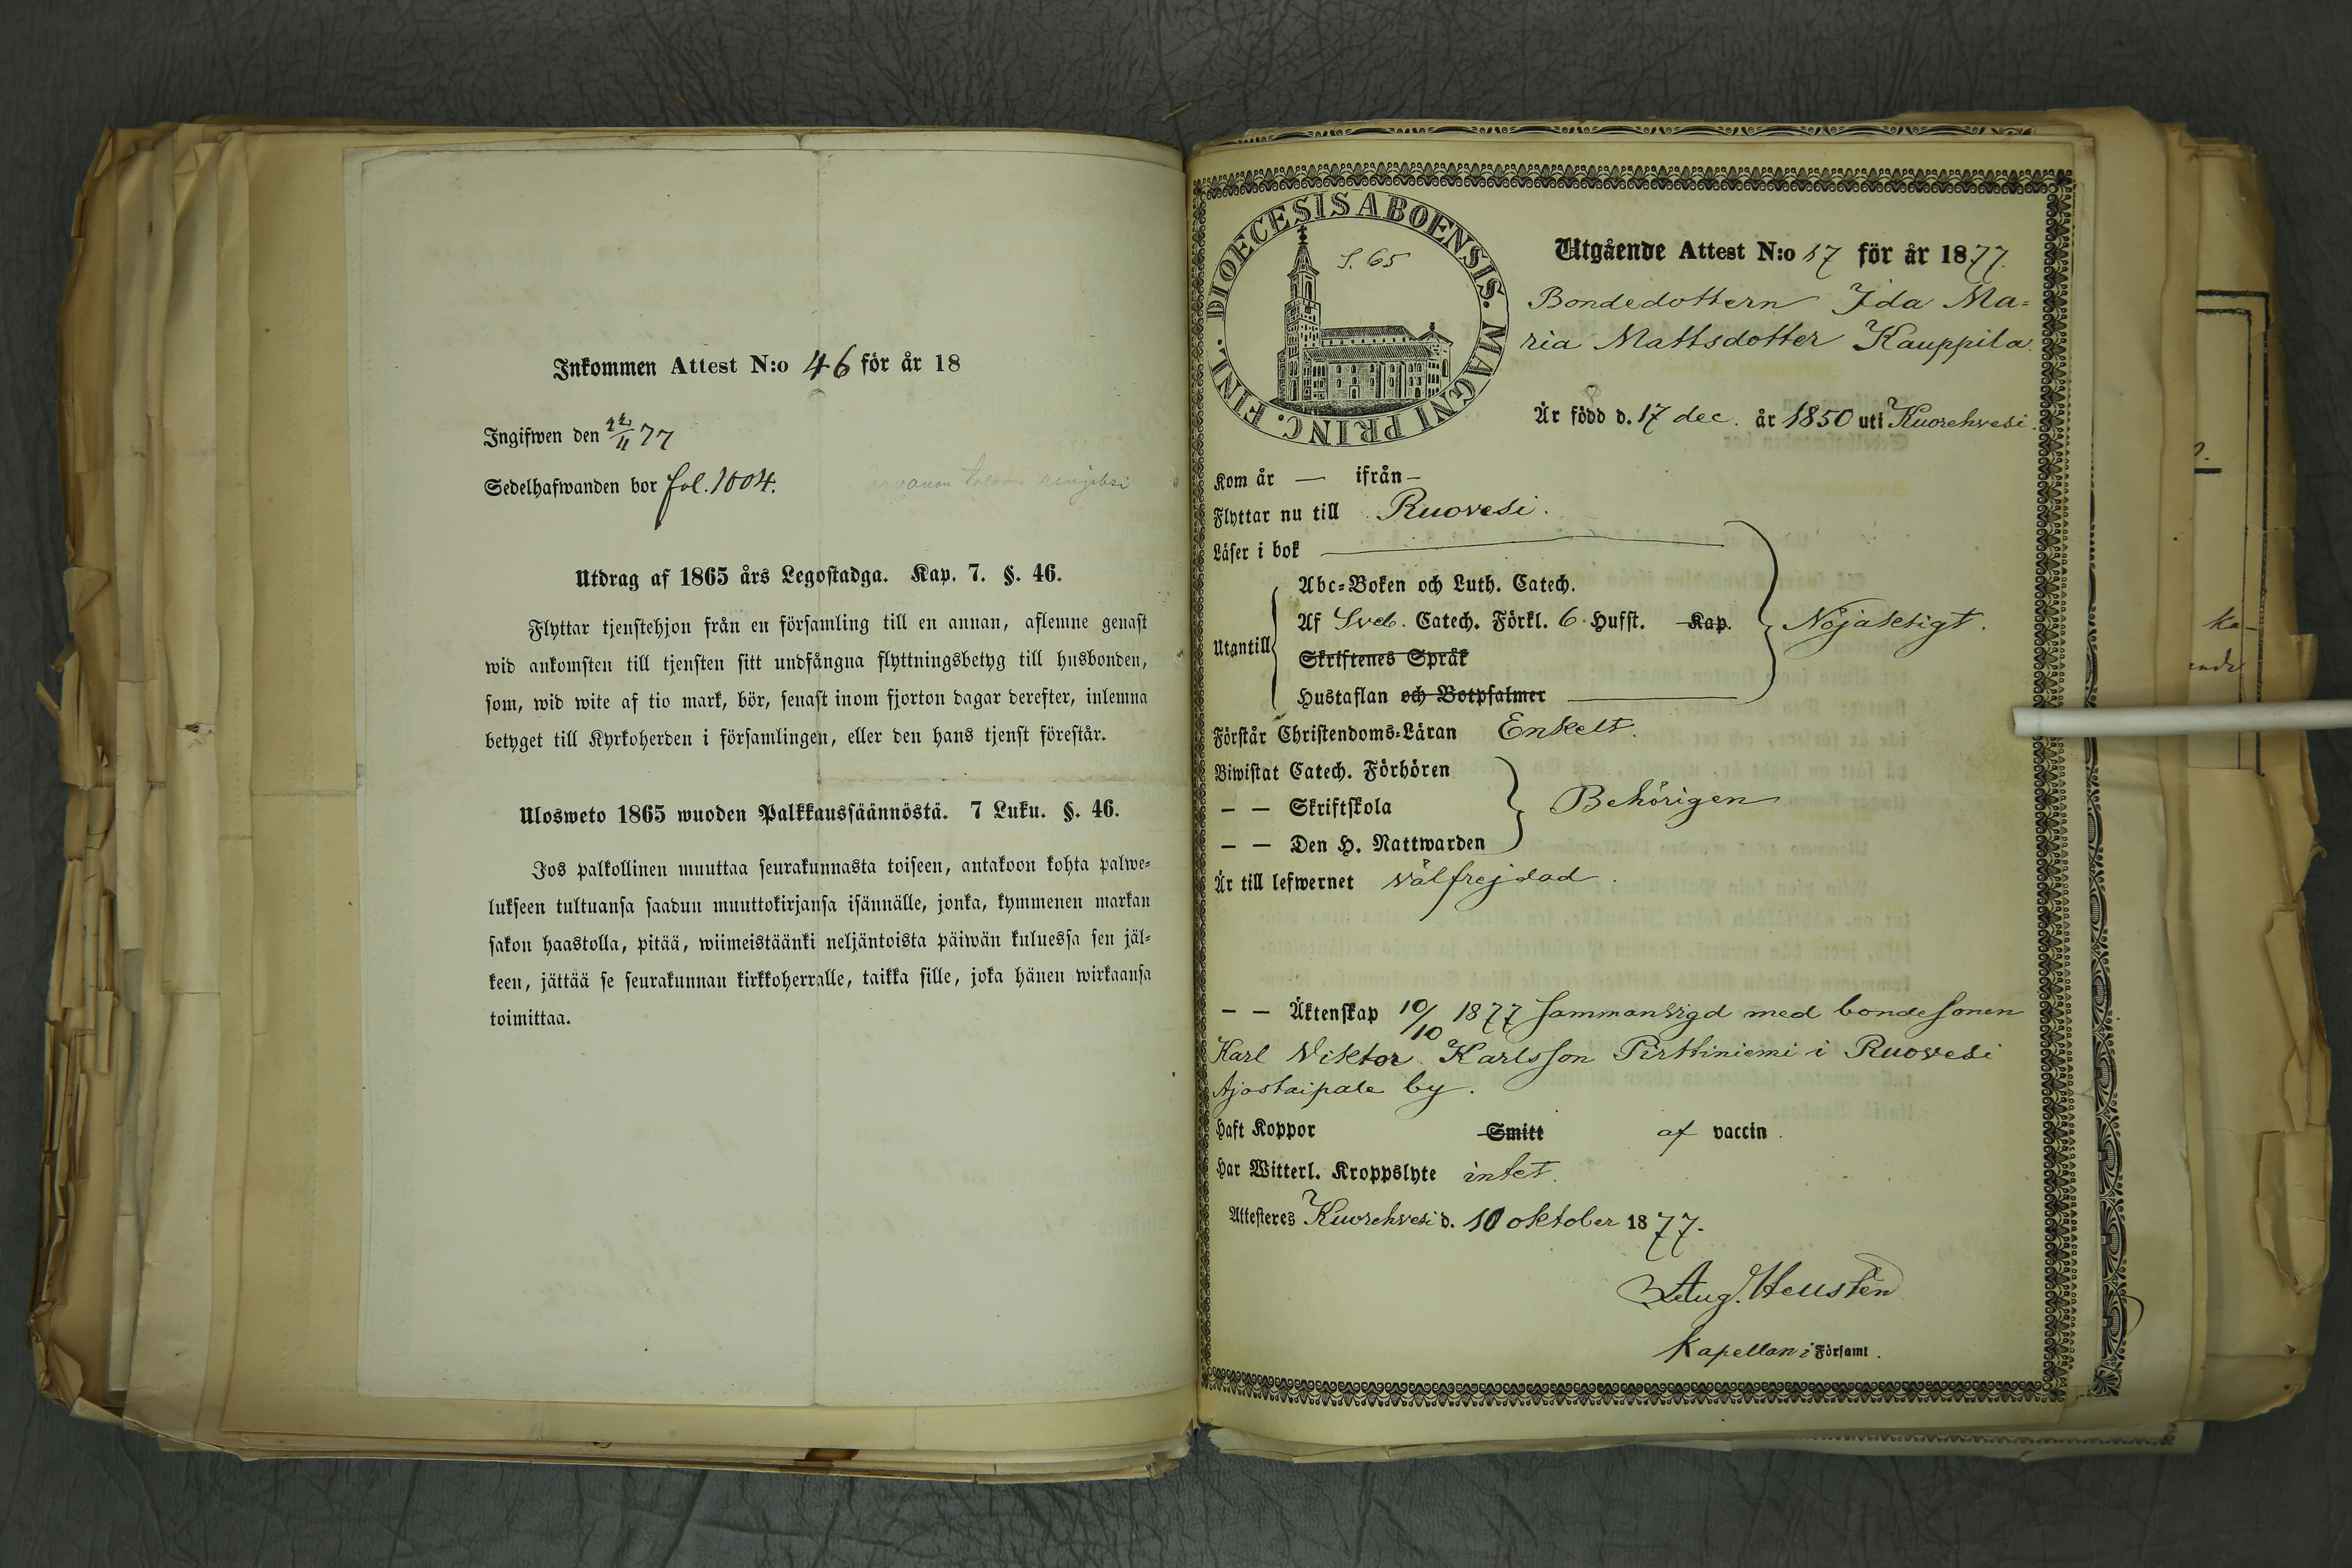 Inkommen Attest N:o 46 för år 18
Ingifwen den 22/11 77
Sedelhafwanden bor fol. 1004.
Utdrag af 1865 års Legostadga. Kap. 7. §. 46.
Flyttar tjenstehjon från en församling till en annan, aflemne genast
wid ankomsten till tjensten sitt undfångna flyttningsbetyg till husbonden,
som, wid wite af tio mark, bör, senast inom fjorton dagar derefter, inlemna
betyget till Kyrkoherden i församlingen, eller den hans tjenst förestår.
Ulosweto 1865 wuoden Palkkaussäännöstä. 7 Luku. §. 46.
Jos palkollinen muuttaa seurakunnasta toiseen, antakoon kohta palwe-
lukseen tultuansa saadun muuttokirjansa isännälle, jonka, kymmenen markan
sakon haastolla, pitää, wiimeistäänki neljäntoista päiwän kuluessa sen jäl-
keen, jättää se seurakunnan kirkkoherralle, taikka sille, joka hänen wirkaansa
toimittaa.
DIOECESIS ABOENSIS. MAGNI PRINC. FINL.
S. 65
Utgående Attest N:o 57 för år 1877.
Bondedottern Ida Ma=
ria Mattsdotter Kauppila
Är född d. 17 dec. år 1850 uti Kuorehvesi.
Kom år — ifrån —
Flyttar nu till Ruovesi.
Läser i bok
Abc-Boken och Luth. Catech.
Utantill Af Sveb. Catech. Förkl. 6 Hufst. Kap. Nöjaktigt.
Skriftenes Språk
Hustaflan och Botpsalmer
Förstår Christendoms-Läran Enkelt.
Biwistat Catech. Förhören
— — Skriftskola Behörigen
— — Den H. Nattwarden
Är till lefwernet välfrejdad.
— — Äktenskap 10/10 1877 sammanvigd med bondesonen
Karl Viktor Karlsson Pirttiniemi i Ruovesi
Ajostaipale by.
Haft Koppor Smitt af vaccin.
Har Witterl. Kroppslyte intet.
Attesteres Kuorehvesi d. 10 oktober 1877.
Aug. Hellstén
Kapellan i Församl.